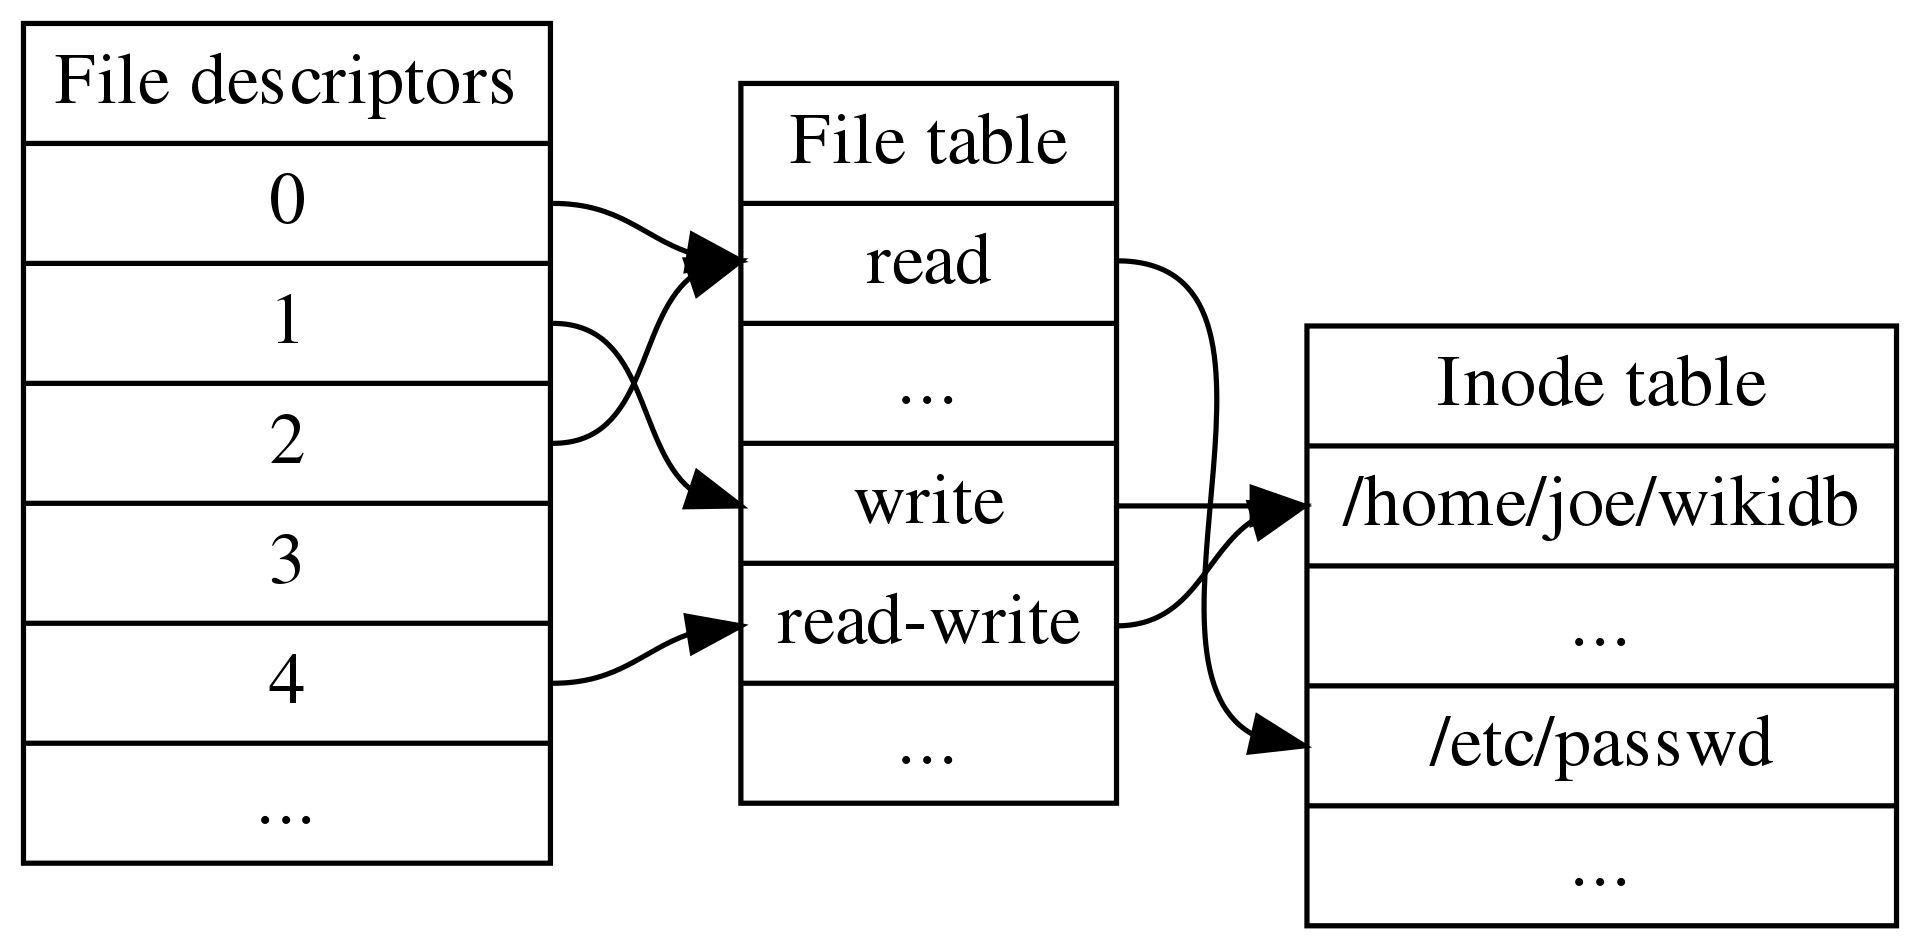 File descriptors
0
1
2
3
4
...
File table
read
...
write
read-write
...
Inode table
/home/joe/wikidb
...
/etc/passwd
...